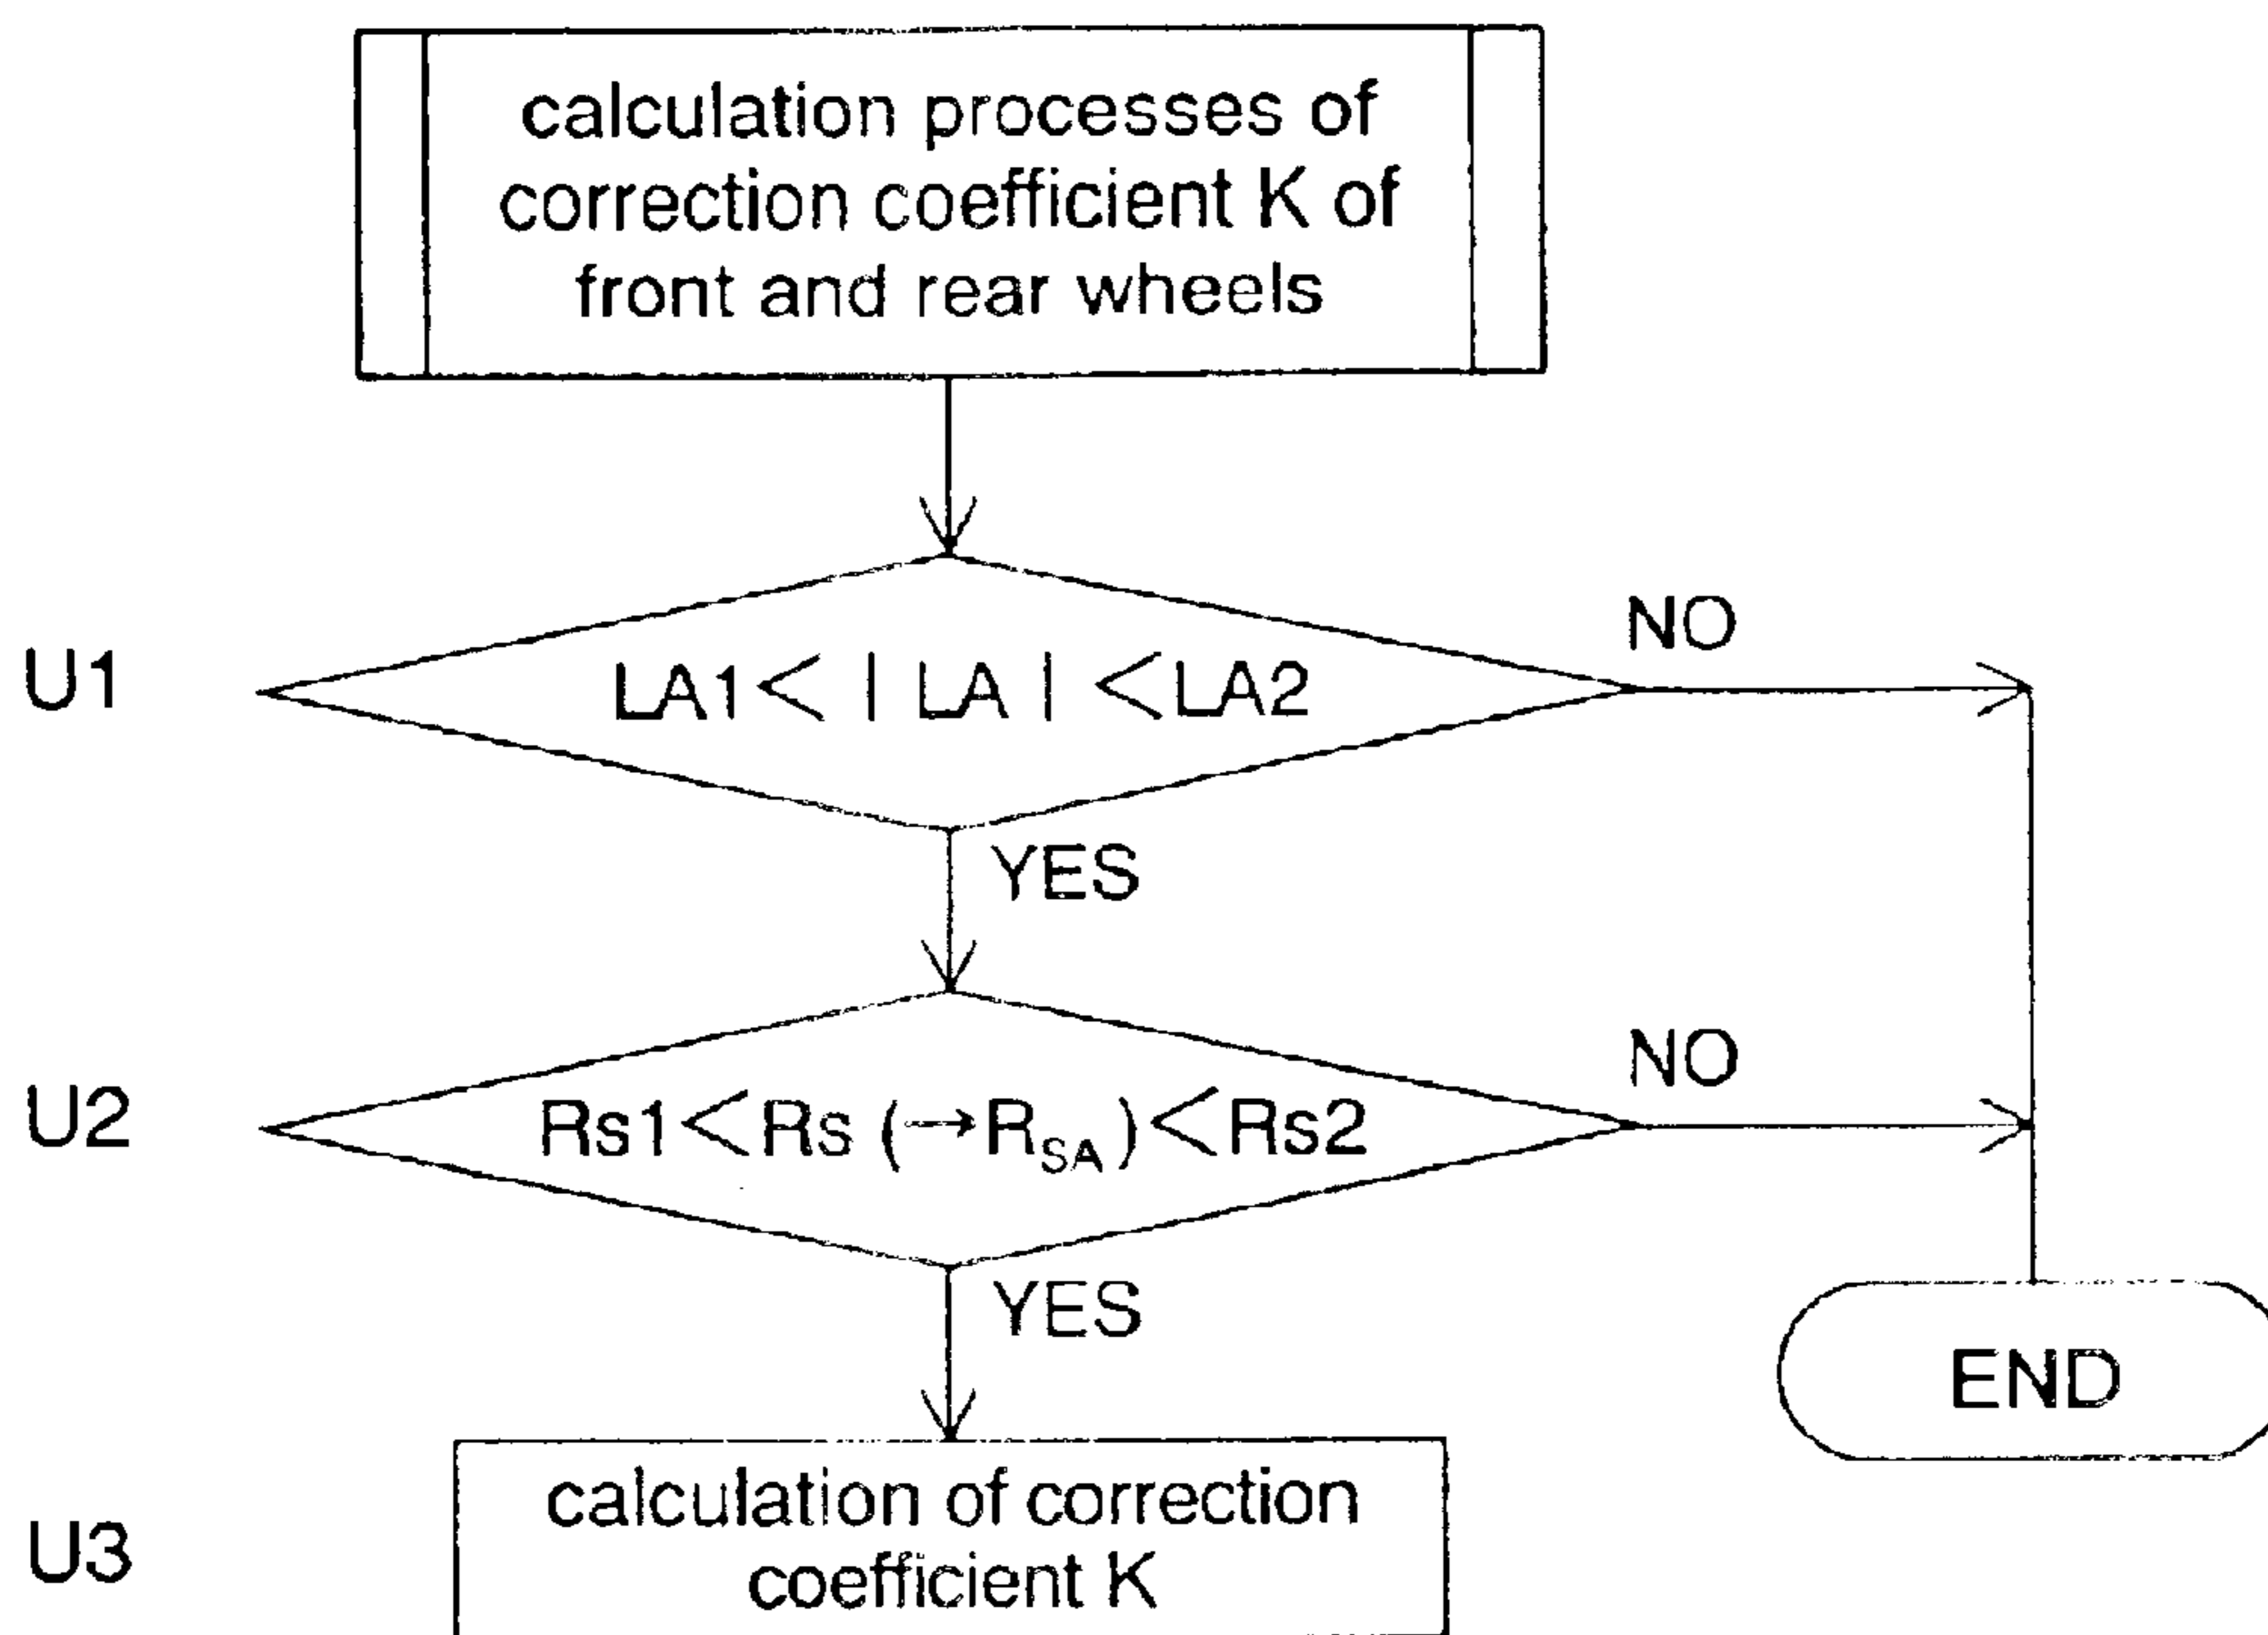 calculation processes of
correction coefficient K of
front and rear wheels
NO
U1
LA1< | LA | <LA2
YES
NO
U2
Rs1<Rs (→R_SA)<Rs2
YES
END
calculation of correction
U3
coefficient K